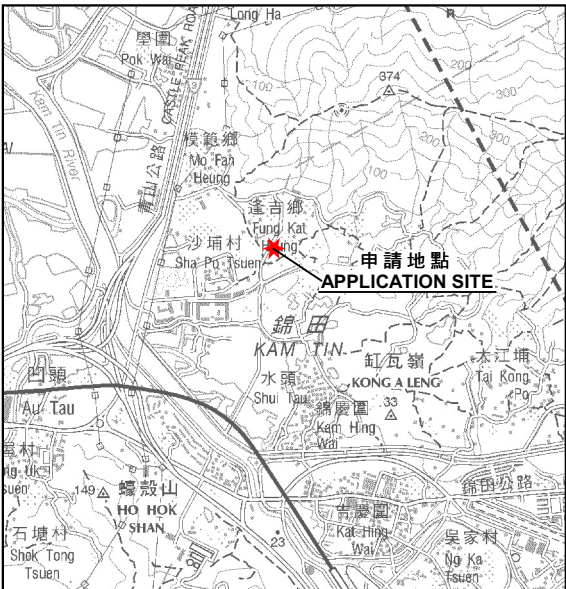 Long Ha
R
壆圍
Pok Wai
CASTLE PEAK ROAD
青山公路
Kam Tin River
374
100
200
300
200
300
100
100
模範鄉
Mo Fan
Heung
逢吉鄉
Fung Kat
Heung
沙埔村
Sha Po Tsuen
申請地點
APPLICATION SITE
錦田
KAM TIN
缸瓦嶺
KONG A LENG
大江埔
Tai Kong
Po
水頭
Shui Tau
錦慶圍
Kam Hing
Wai
33
凹頭
Au Tau
149
蠔殼山
HO HOK
SHAN
石塘村
Shek Tong
Tsuen
23
吉慶圍
Kat Hing
Wai
錦田公路
吳家村
Ng Ka
Tsuen